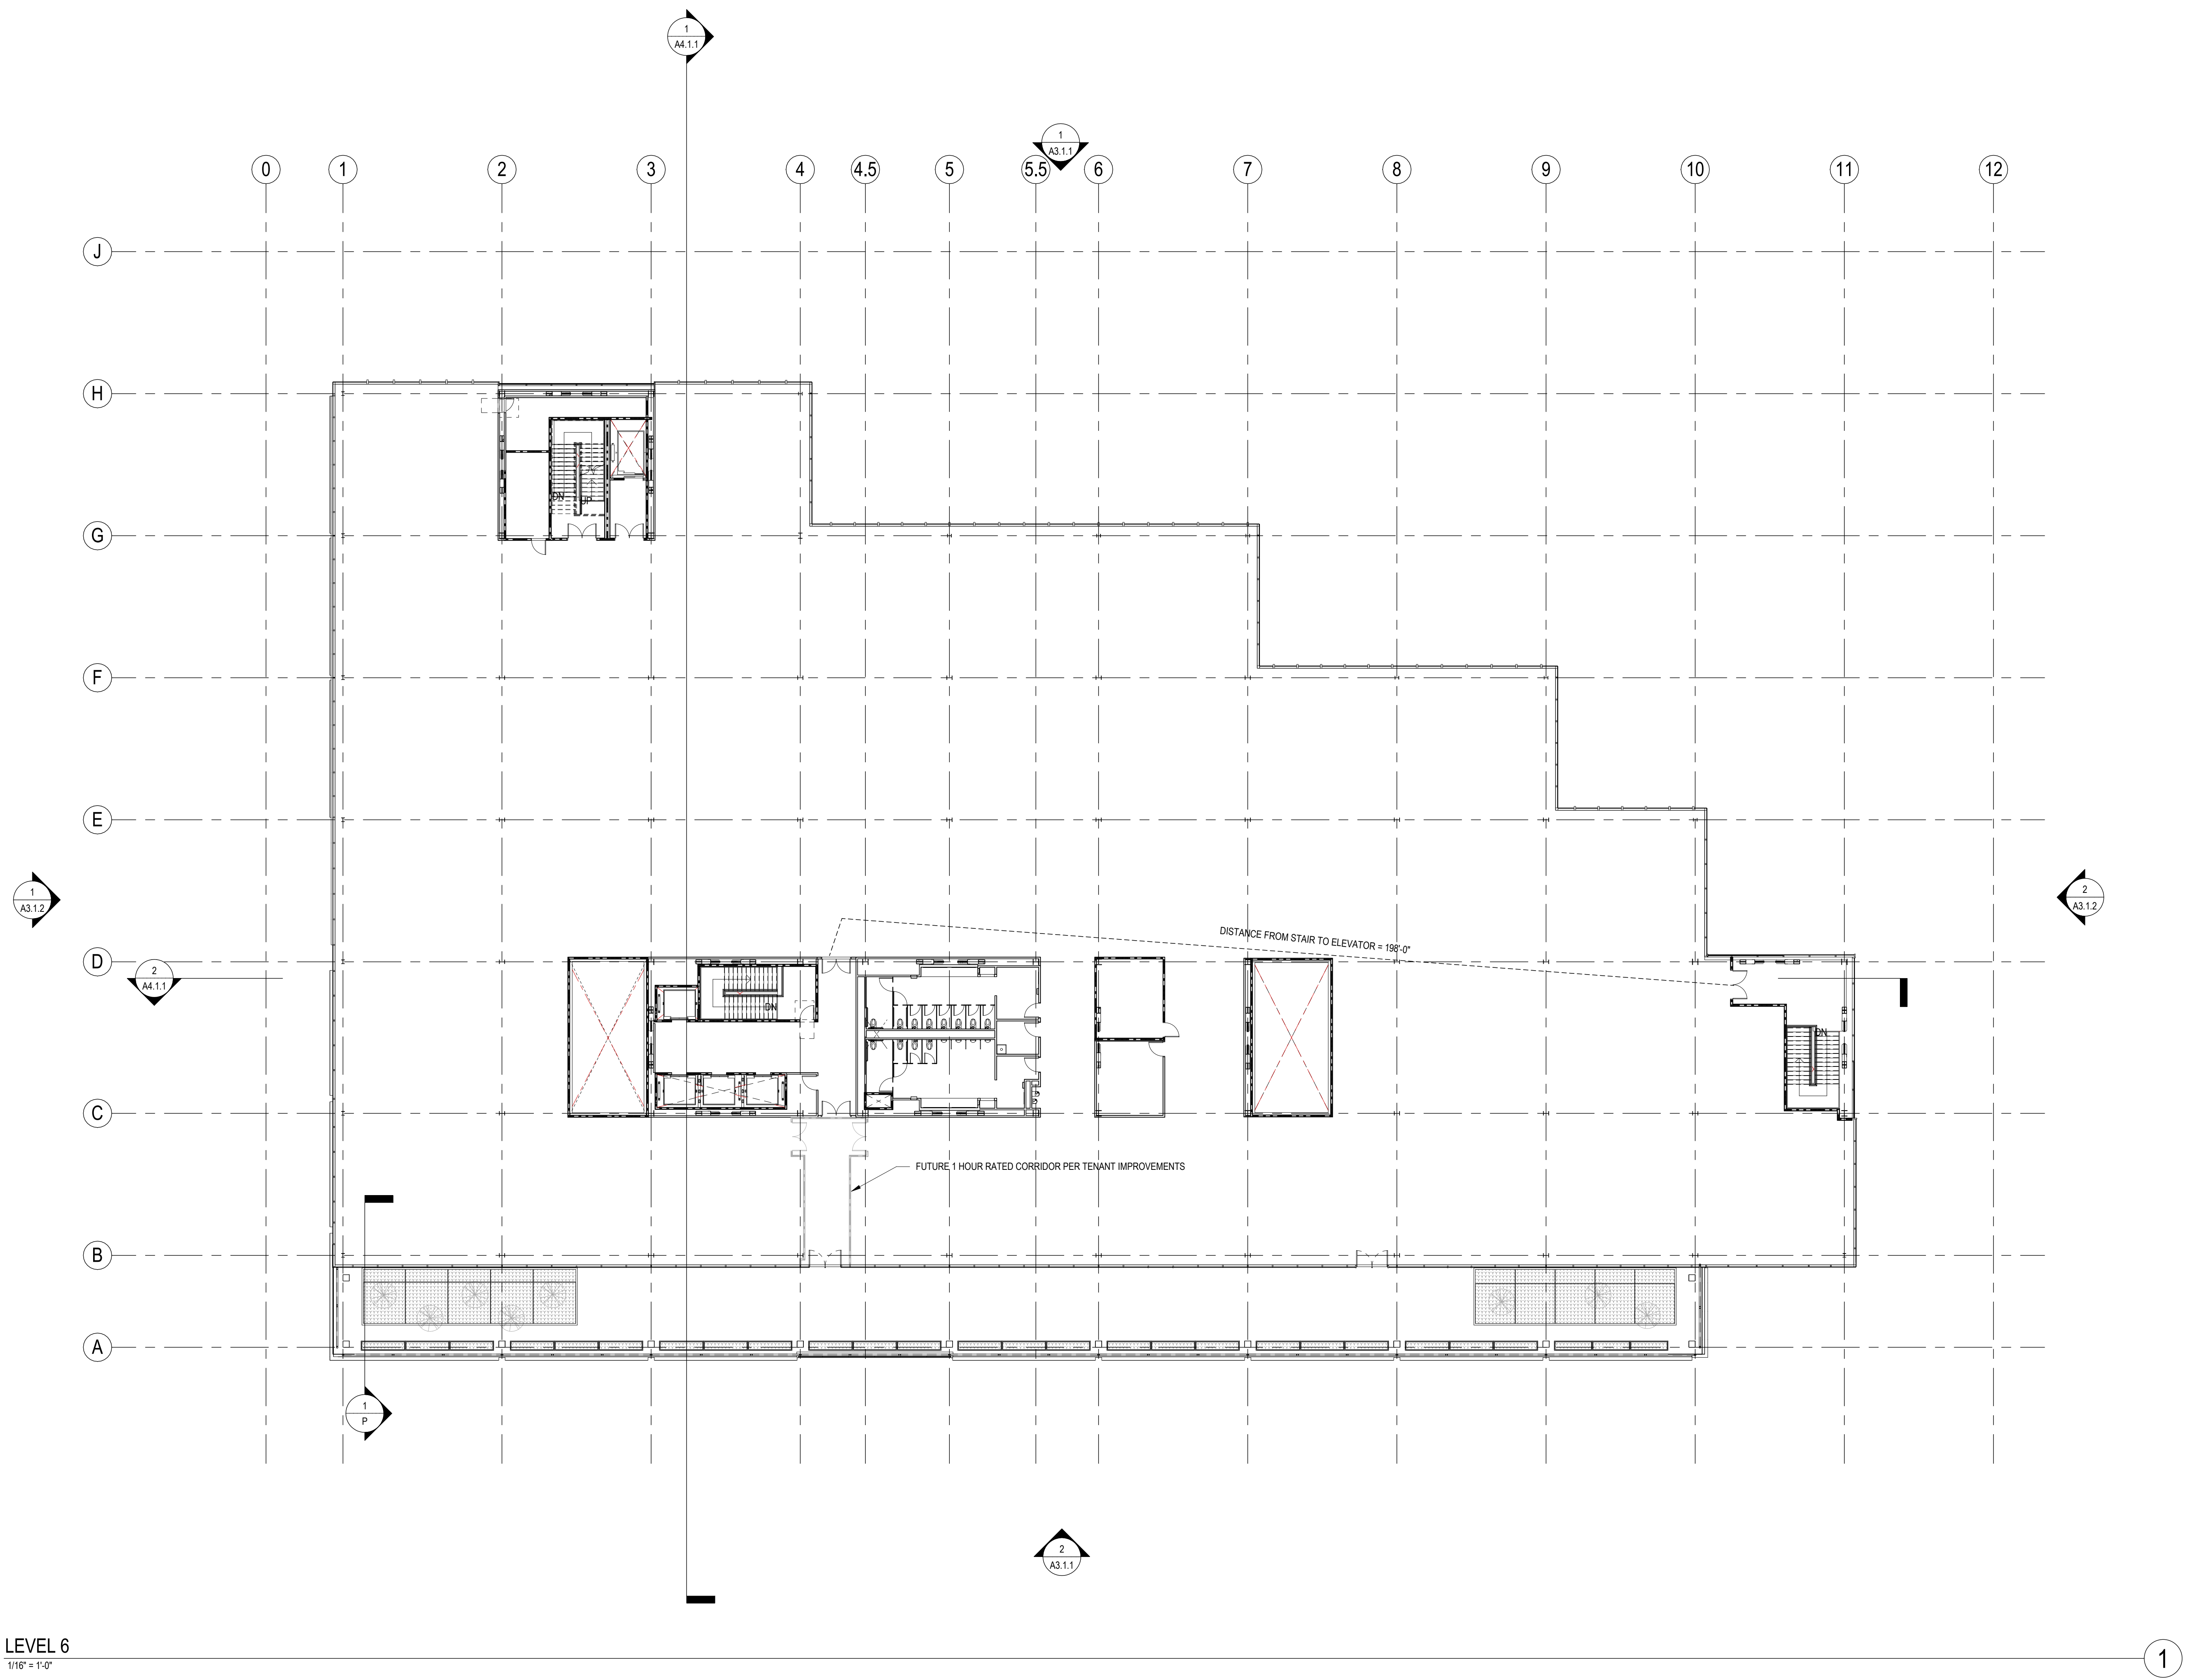 1
A4.1.1
1
A3.1.1
0
1
2
3
4
4.5
5
5.5
6
7
8
9
10
11
12
J
H
DN
UP
G
F
E
1
A3.1.2
2
A3.1.2
DISTANCE FROM STAIR TO ELEVATOR = 198'-0"
D
2
A4.1.1
DN
DN
C
FUTURE 1 HOUR RATED CORRIDOR PER TENANT IMPROVEMENTS
B
A
1
P
2
A3.1.1
LEVEL 6
1/16" = 1'-0"
1